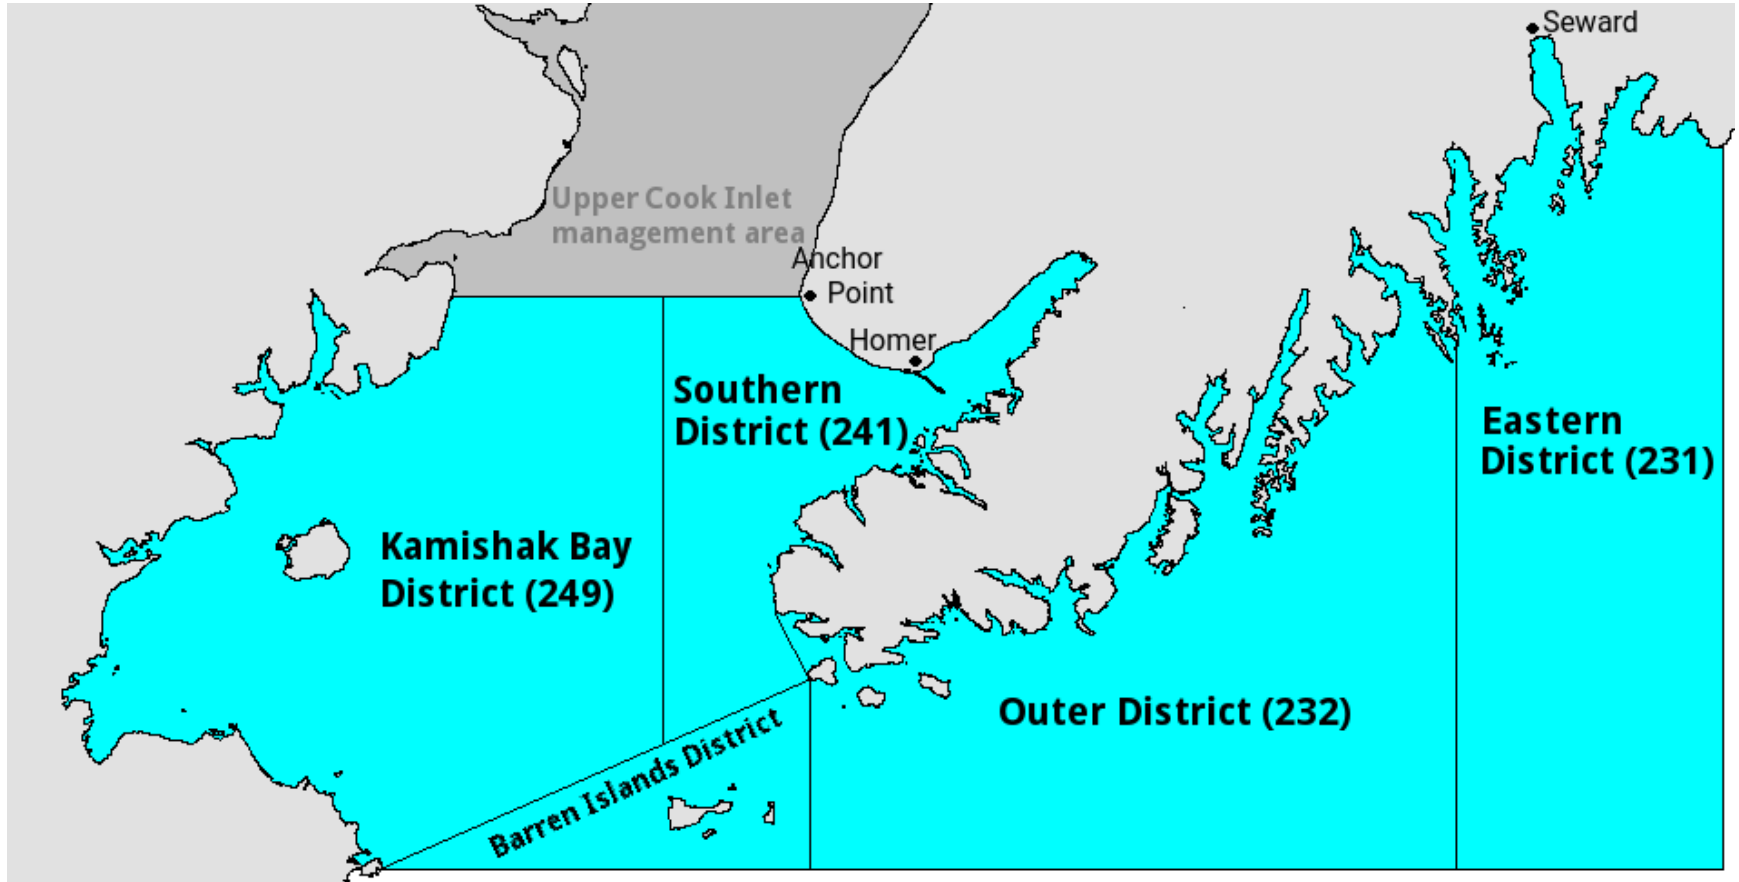 Seward
Upper Cook Inlet
management area
Anchor
Point
Homer
Southern
District (241)
Eastern
District (231)
Kamishak Bay
District (249)
Outer District (232)
Barren Islands District